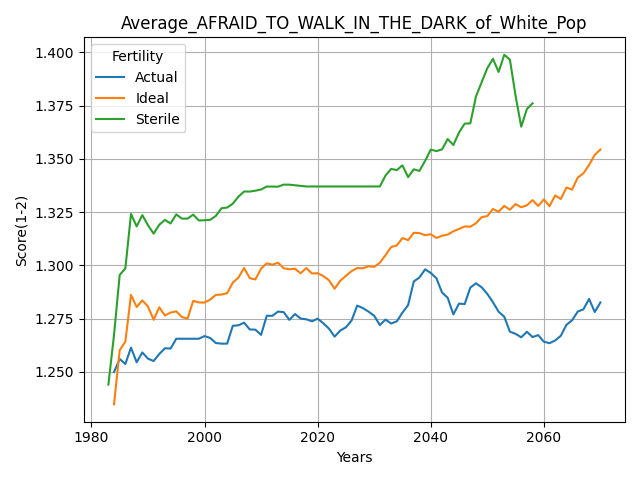 Average_AFRAID_TO_WALK_IN_THE_DARK_of_White_Pop
Fertility
Actual
Ideal
Sterile
Score(1-2)
1.400
1.375
1.350
1.325
1.300
1.275
1.250
1980
2000
2020
2040
2060
Years